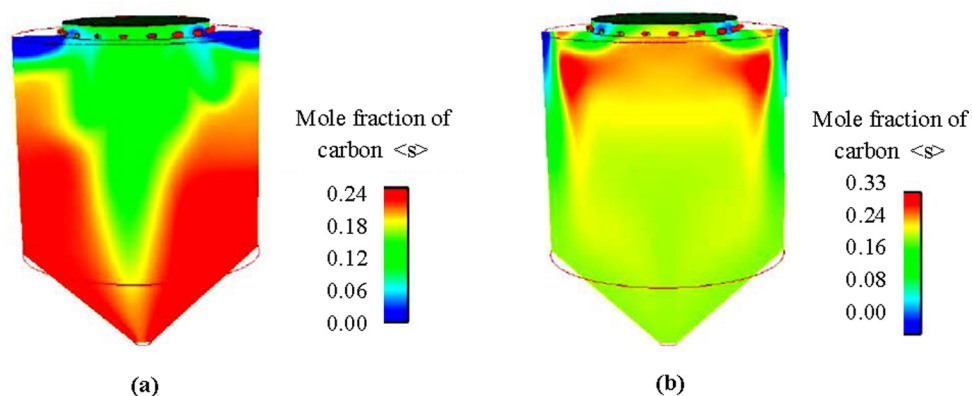 Mole fraction of
carbon <s>
0.24
0.18
0.12
0.06
0.00
(a)
Mole fraction of
carbon <s>
0.33
0.24
0.16
0.08
0.00
(b)